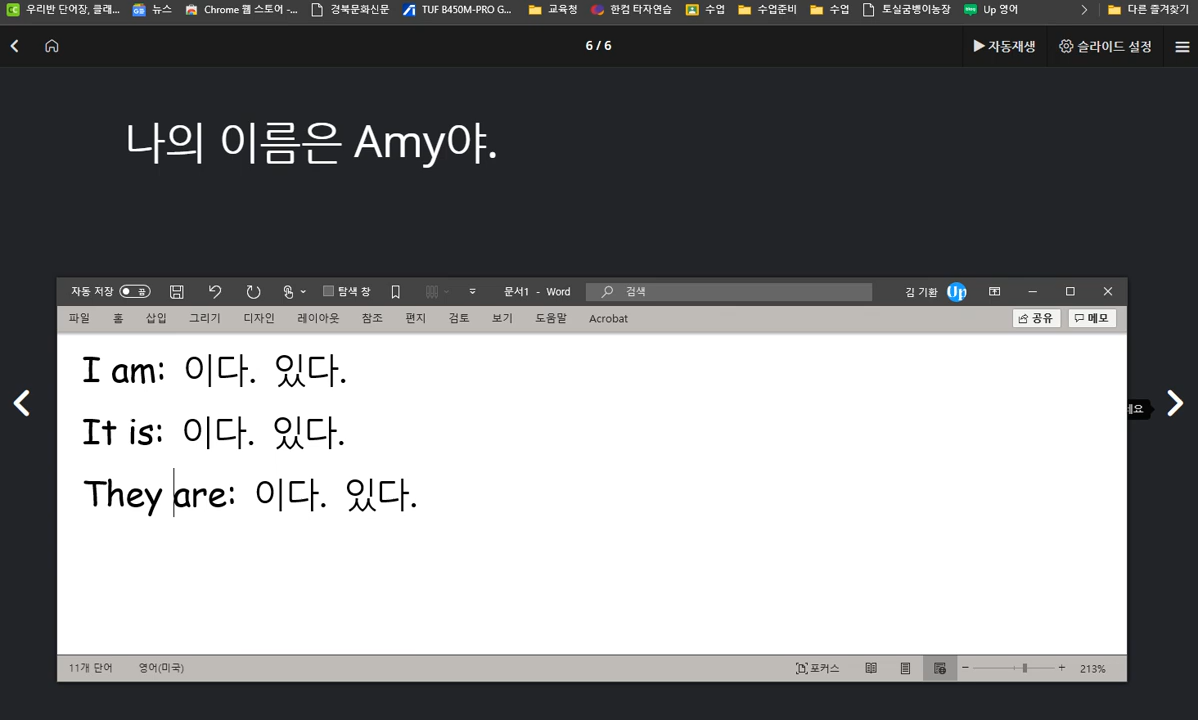 우리반 단어장, 클래... 뉴스 Chrome 웹 스토어 -... 경북문화신문 TUF B450M-PRO G... 교육청 한컴 타자연습 수업 수업준비 수업 토실굼벵이농장 Up 영어 다른 즐겨찾기
6 / 6 자동재생 슬라이드 설정
나의 이름은 Amy야.
자동 저장 끔 탐색 창 문서1 - Word 검색 김 기환 Up
파일 홈 삽입 그리기 디자인 레이아웃 참조 편지 검토 보기 도움말 Acrobat 공유 메모
I am: 이다. 있다.
It is: 이다. 있다.
세요
They are: 이다. 있다.
11개 단어 영어(미국) 포커스 213%